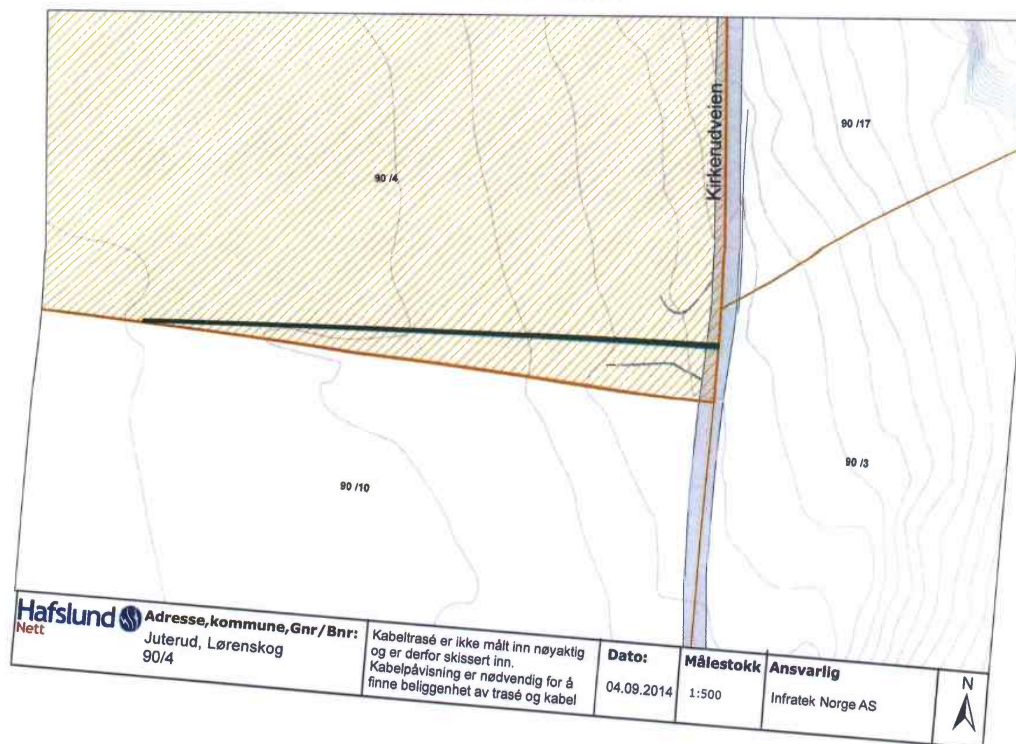 Kirkerudveien
90 /17
90 /4
90 /3
90 /10
Hafslund
Nett
Adresse,kommune,Gnr/Bnr:
Juterud, Lørenskog
90/4
Kabeltrasé er ikke målt inn nøyaktig
og er derfor skissert inn.
Kabelpåvisning er nødvendig for å
finne beliggenhet av trasé og kabel
Dato:
04.09.2014
Målestokk
1:500
Ansvarlig
Infratek Norge AS
N